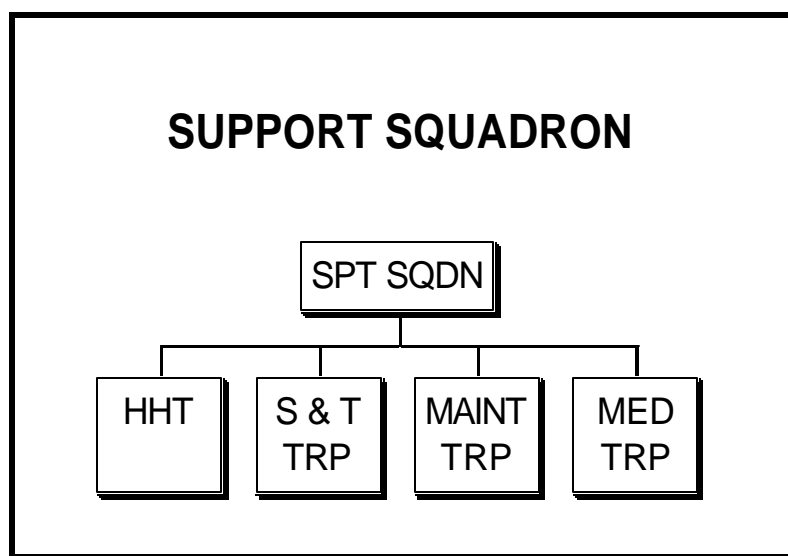 SUPPORT SQUADRON
SPT SQDN
HHT
S & T
TRP
MAINT
TRP
MED
TRP